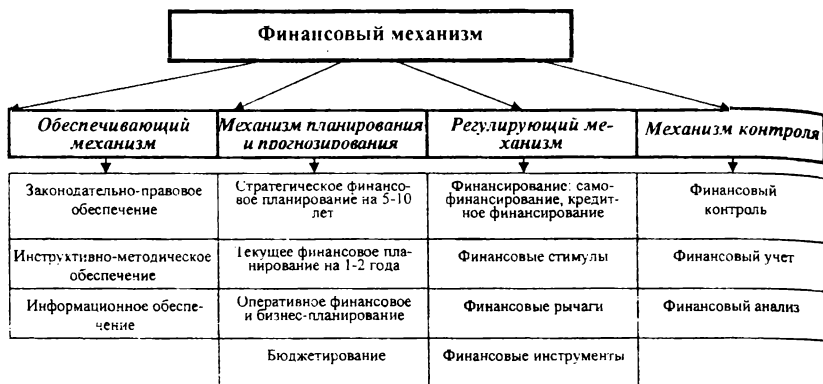 Финансовый механизм
Обеспечивающий
механизм
Механизм планирования
и прогнозирования
Регулирующий ме-
ханизм
Механизм контроля
Законодательно-правовое
обеспечение
Стратегическое финансо-
вое планирование на 5-10
лет
Финансирование: само-
финансирование, кредит-
ное финансирование
Финансовый
контроль
Инструктивно-методическое
обеспечение
Текущее финансовое пла-
нирование на 1-2 года
Финансовые стимулы
Финансовый учет
Информационное обеспе-
чение
Оперативное финансовое
и бизнес-планирование
Финансовые рычаги
Финансовый анализ
Бюджетирование
Финансовые инструменты